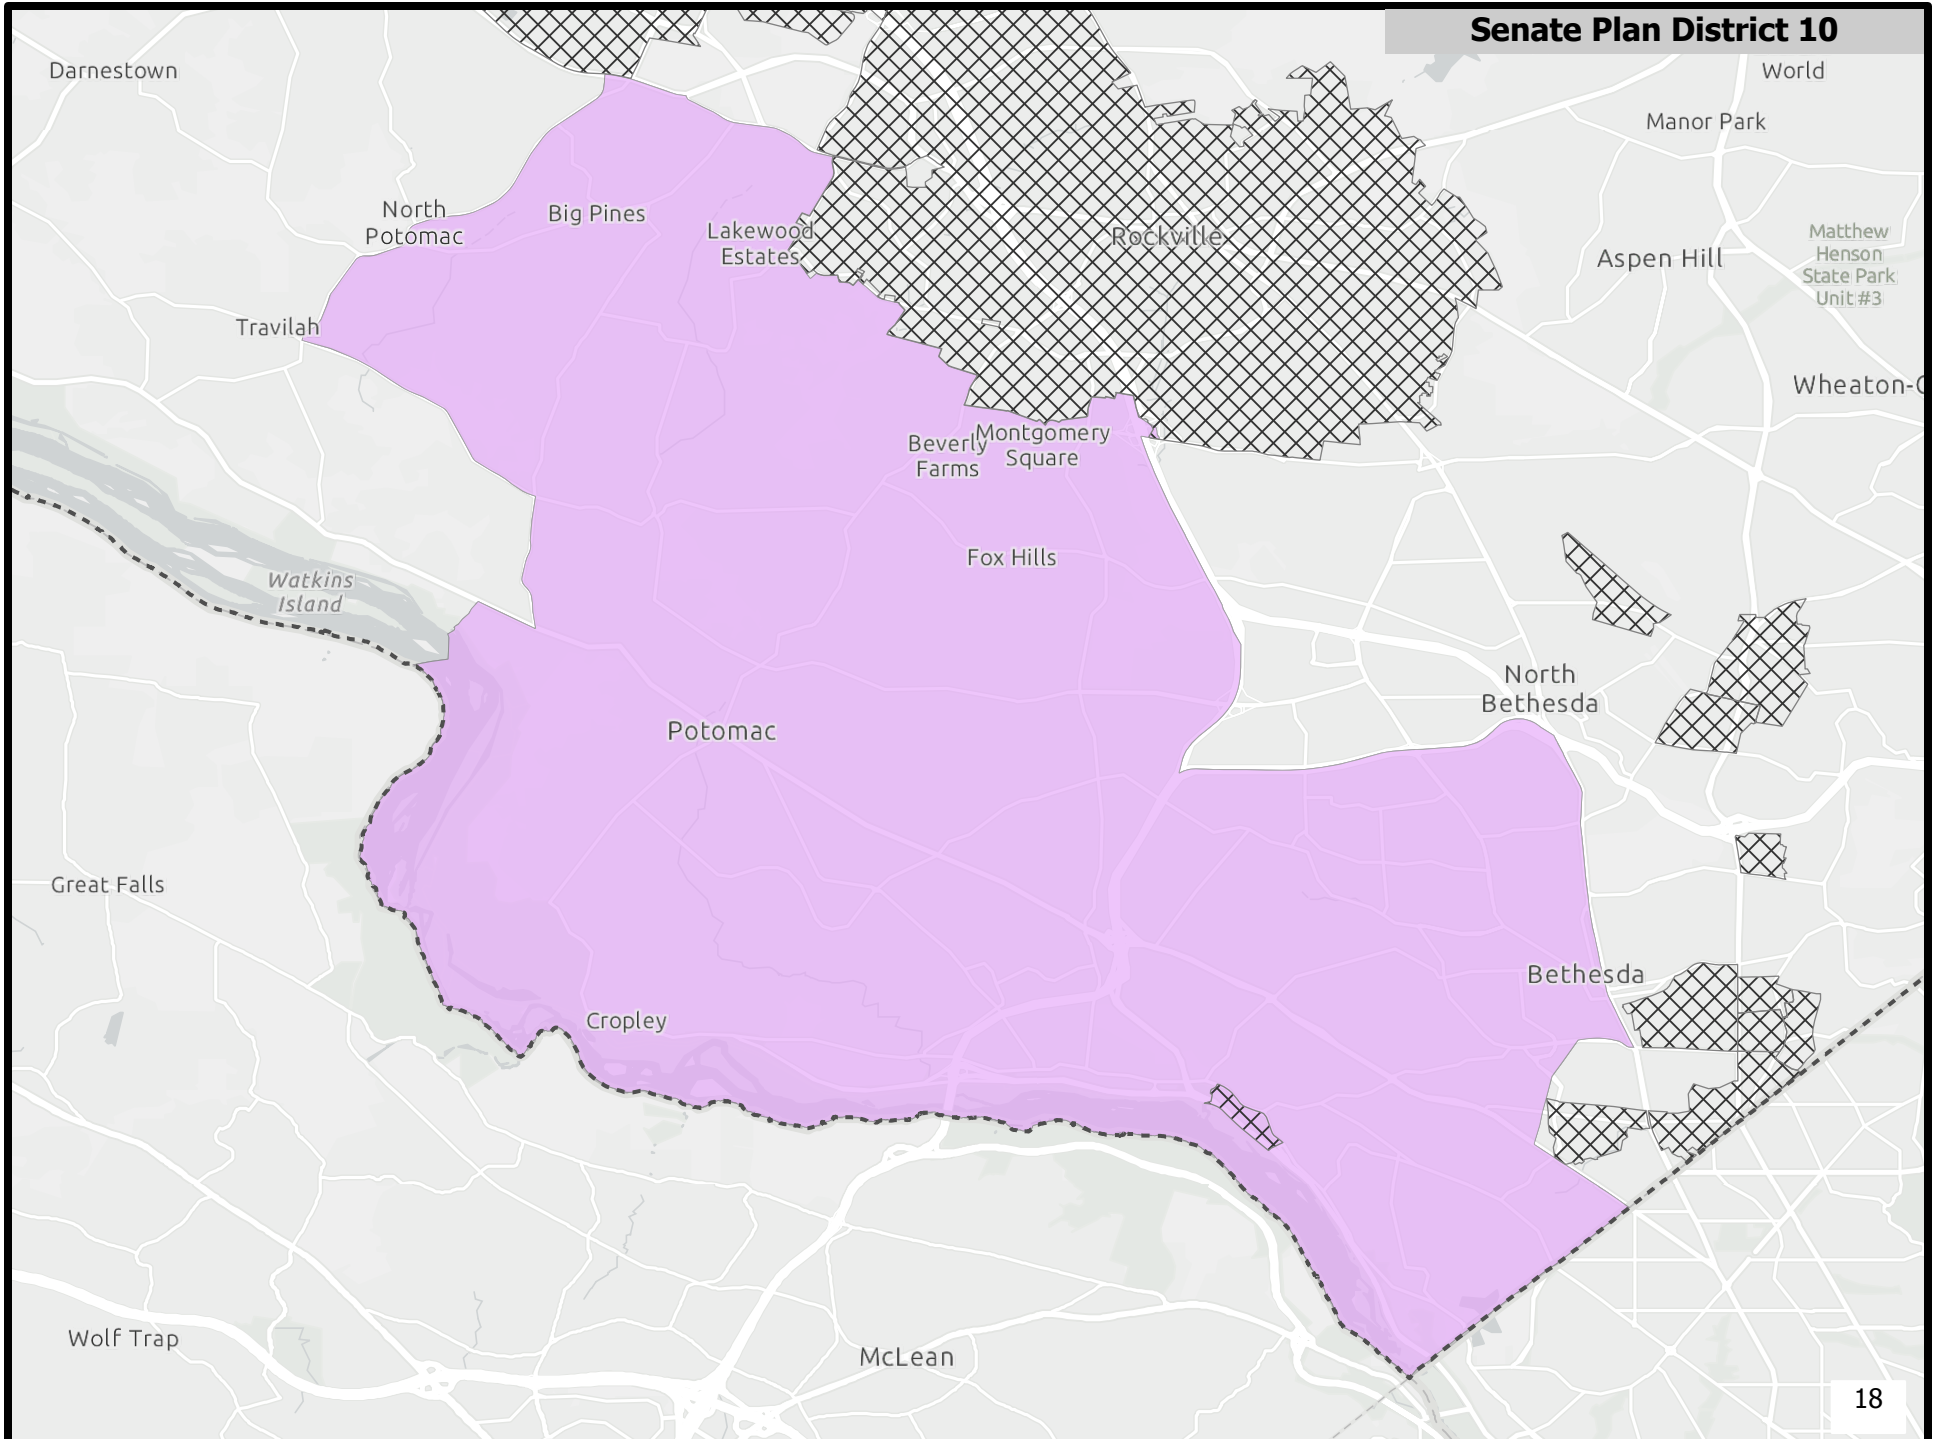 Senate Plan District 10
Darnestown
World
Manor Park
North
Potomac
Big Pines
Lakewood
Estates
Rockville
Aspen Hill
Matthew
Henson
State Park
Unit #3
Travilah
Wheaton-
Beverly
Farms
Montgomery
Square
Fox Hills
Watkins
Island
North
Bethesda
Potomac
Great Falls
Bethesda
Cropley
Wolf Trap
McLean
18